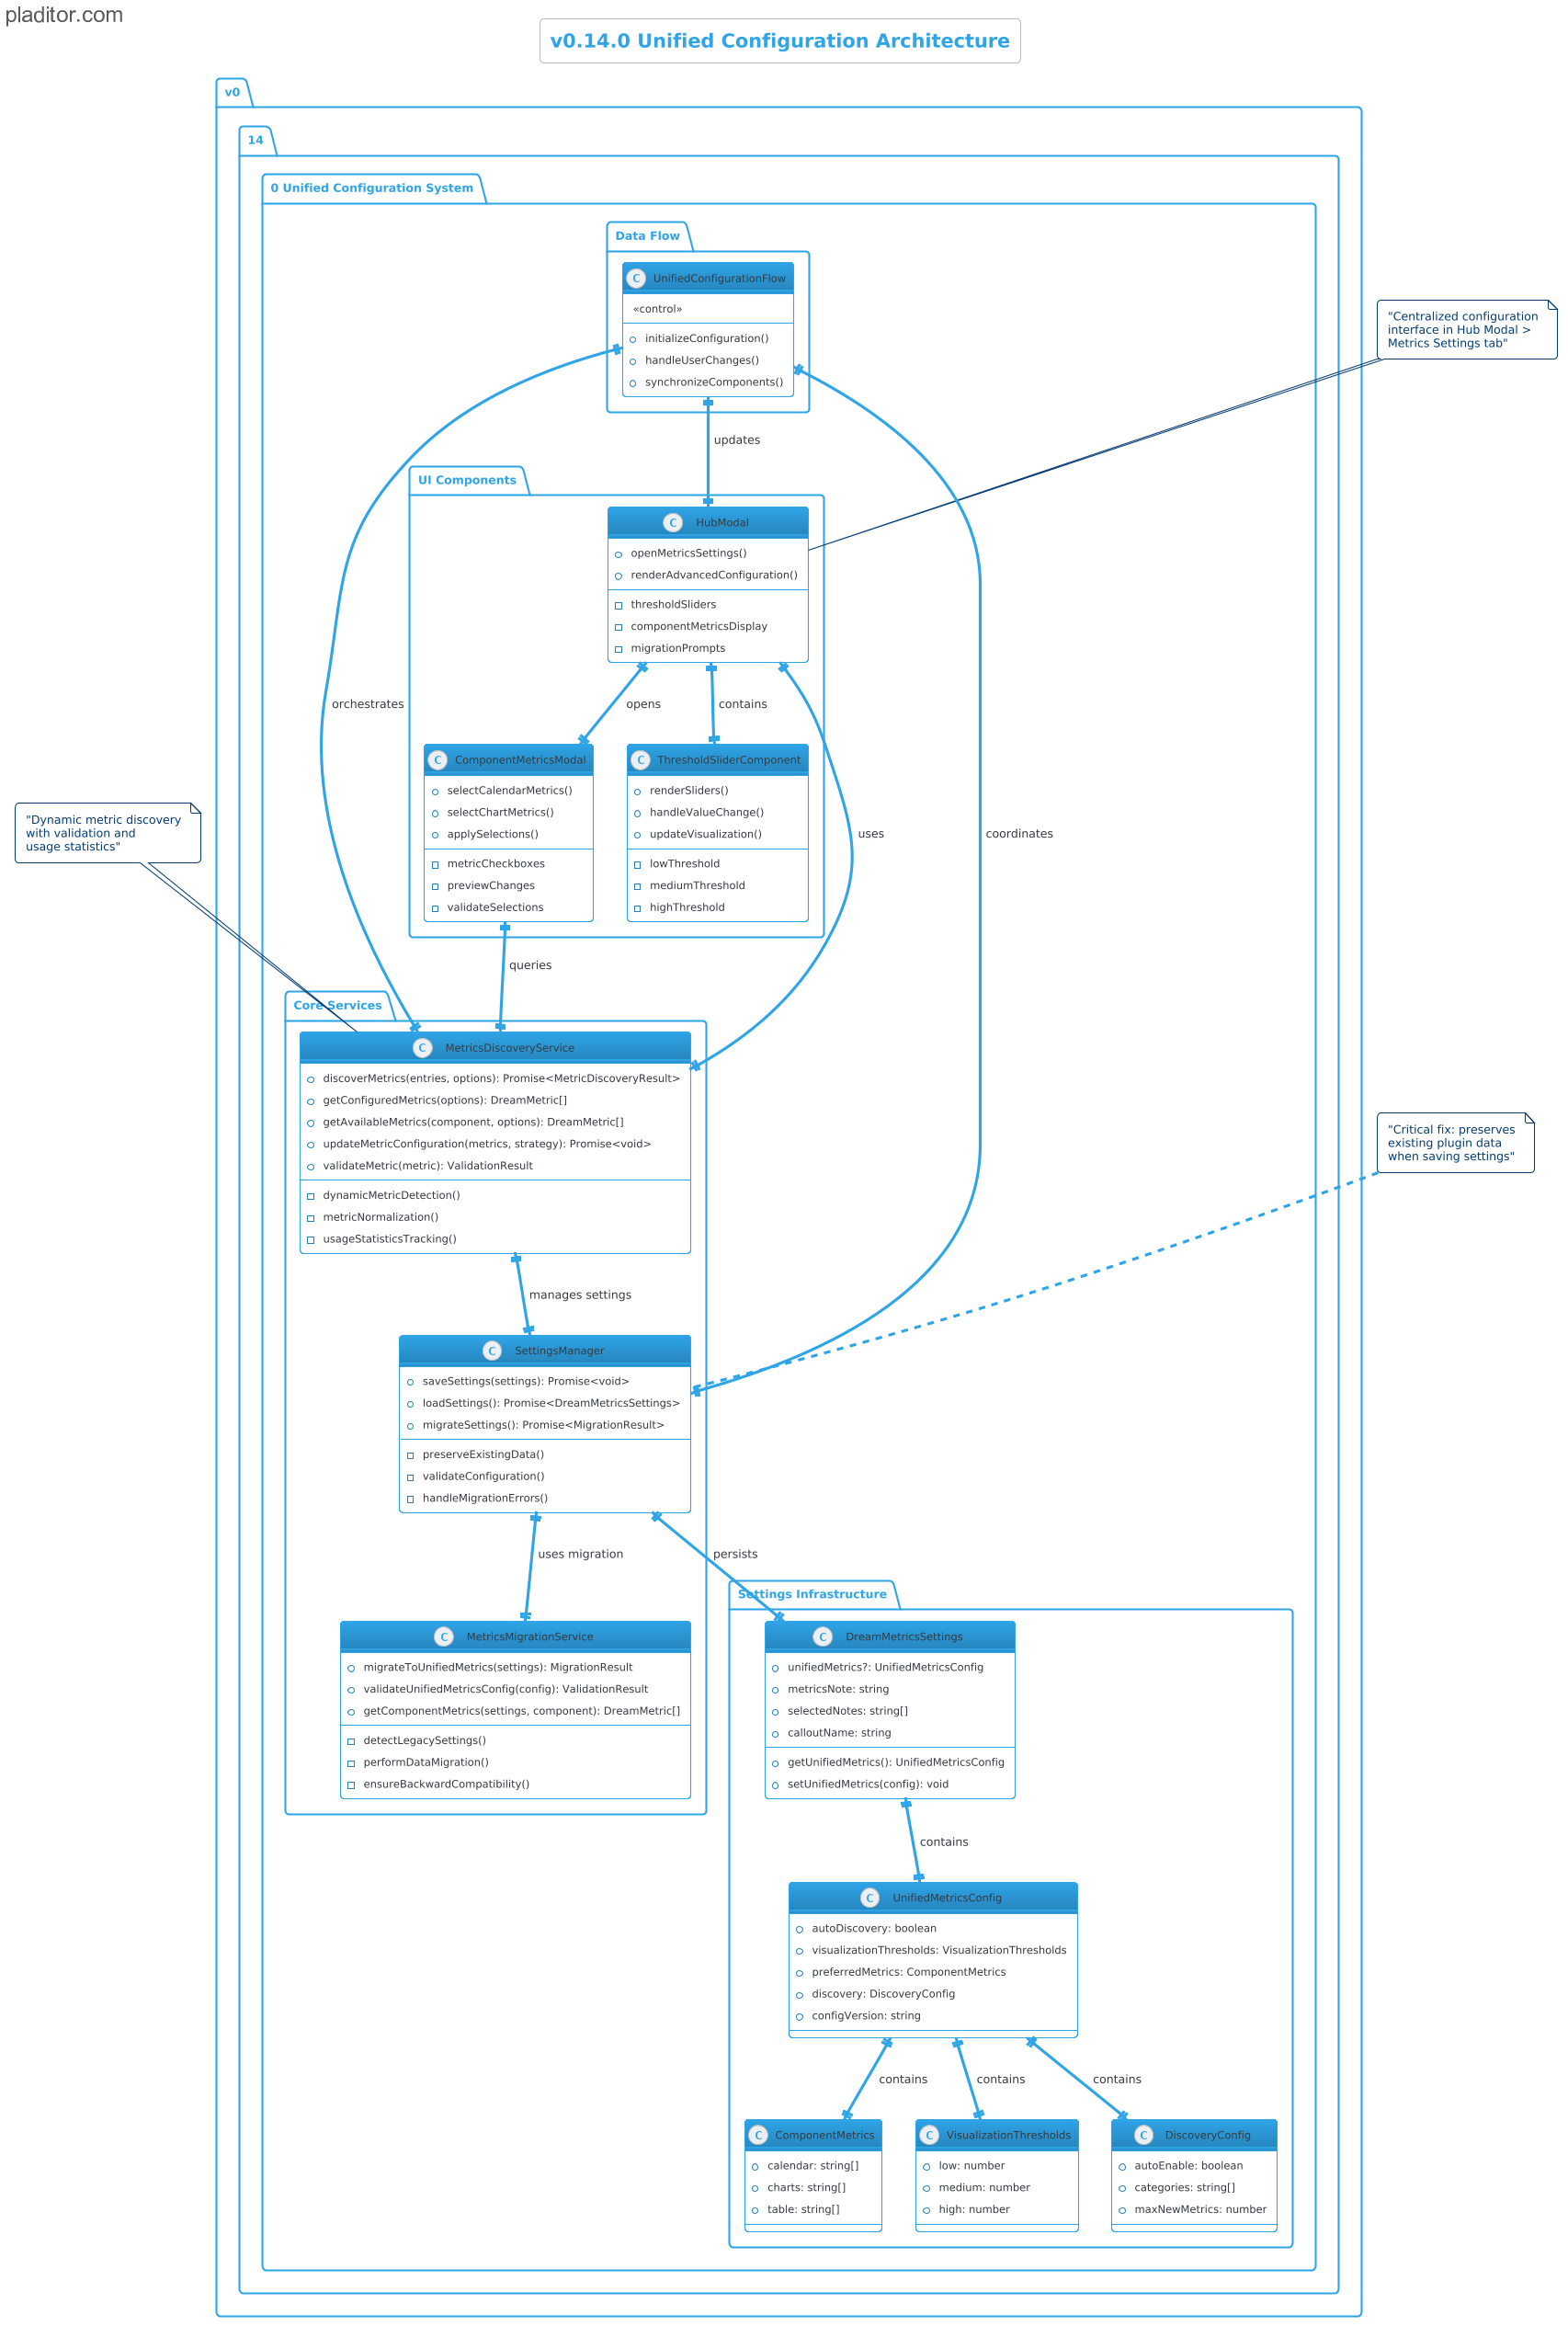 pladitor.com
v0.14.0 Unified Configuration Architecture
v0
14
0 Unified Configuration System
Data Flow
C UnifiedConfigurationFlow
«control»
initializeConfiguration()
handleUserChanges()
synchronizeComponents()
"Centralized configuration
interface in Hub Modal >
Metrics Settings tab"
updates
UI Components
C HubModal
openMetricsSettings()
renderAdvancedConfiguration()
thresholdSliders
componentMetricsDisplay
migrationPrompts
orchestrates
opens
contains
C ComponentMetricsModal
selectCalendarMetrics()
selectChartMetrics()
applySelections()
metricCheckboxes
previewChanges
validateSelections
C ThresholdSliderComponent
renderSliders()
handleValueChange()
updateVisualization()
lowThreshold
mediumThreshold
highThreshold
uses
coordinates
"Dynamic metric discovery
with validation and
usage statistics"
queries
Core Services
C MetricsDiscoveryService
discoverMetrics(entries, options): Promise<MetricDiscoveryResult>
getConfiguredMetrics(options): DreamMetric[]
getAvailableMetrics(component, options): DreamMetric[]
updateMetricConfiguration(metrics, strategy): Promise<void>
validateMetric(metric): ValidationResult
dynamicMetricDetection()
metricNormalization()
usageStatisticsTracking()
"Critical fix: preserves
existing plugin data
when saving settings"
manages settings
C SettingsManager
saveSettings(settings): Promise<void>
loadSettings(): Promise<DreamMetricsSettings>
migrateSettings(): Promise<MigrationResult>
preserveExistingData()
validateConfiguration()
handleMigrationErrors()
uses migration
persists
C MetricsMigrationService
migrateToUnifiedMetrics(settings): MigrationResult
validateUnifiedMetricsConfig(config): ValidationResult
getComponentMetrics(settings, component): DreamMetric[]
detectLegacySettings()
performDataMigration()
ensureBackwardCompatibility()
Settings Infrastructure
C DreamMetricsSettings
unifiedMetrics?: UnifiedMetricsConfig
metricsNote: string
selectedNotes: string[]
calloutName: string
getUnifiedMetrics(): UnifiedMetricsConfig
setUnifiedMetrics(config): void
contains
C UnifiedMetricsConfig
autoDiscovery: boolean
visualizationThresholds: VisualizationThresholds
preferredMetrics: ComponentMetrics
discovery: DiscoveryConfig
configVersion: string
contains
contains
contains
C ComponentMetrics
calendar: string[]
charts: string[]
table: string[]
C VisualizationThresholds
low: number
medium: number
high: number
C DiscoveryConfig
autoEnable: boolean
categories: string[]
maxNewMetrics: number